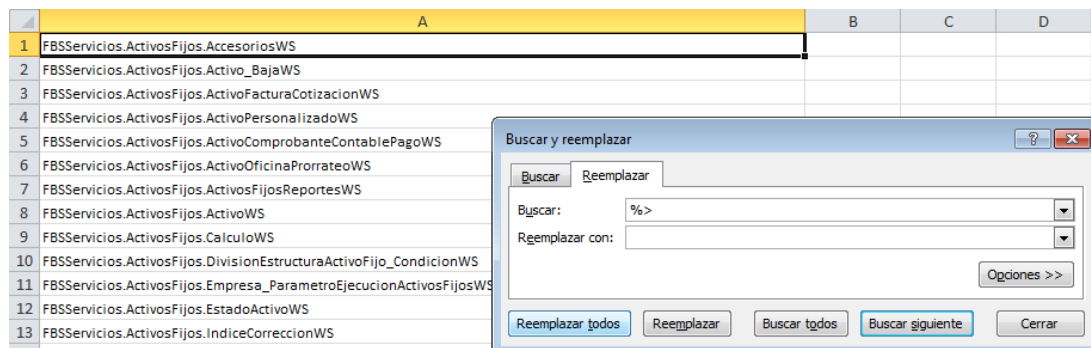 A B C D
1 FBSServicios.ActivosFijos.AccesoriosWS
2 FBSServicios.ActivosFijos.Activo_BajaWS
3 FBSServicios.ActivosFijos.ActivoFacturaCotizacionWS
4 FBSServicios.ActivosFijos.ActivoPersonalizadoWS
5 FBSServicios.ActivosFijos.ActivoComprobanteContablePagoWS
6 FBSServicios.ActivosFijos.ActivoOficinaProrrateoWS
7 FBSServicios.ActivosFijos.ActivosFijosReportesWS
8 FBSServicios.ActivosFijos.ActivoWS
9 FBSServicios.ActivosFijos.CalculoWS
10 FBSServicios.ActivosFijos.DivisionEstructuraActivoFijo_CondicionWS
11 FBSServicios.ActivosFijos.Empresa_ParametroEjecucionActivosFijosWS
12 FBSServicios.ActivosFijos.EstadoActivoWS
13 FBSServicios.ActivosFijos.IndiceCorreccionWS
Buscar y reemplazar
Buscar Reemplazar
Buscar: %>
Reemplazar con:
Opciones >>
Reemplazar todos Reemplazar Buscar todos Buscar siguiente Cerrar